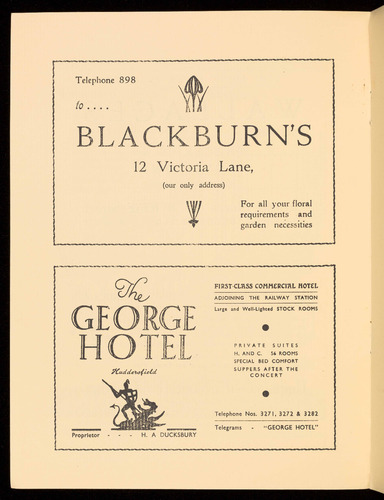 Telephone 898
to ....
BLACKBURN'S
12 Victoria Lane,
(our only address)
For all your floral
requirements and
garden necessities
The
GEORGE
HOTEL
Huddersfield
Proprietor - - - H. A DUCKSBURY
FIRST-CLASS COMMERCIAL HOTEL
ADJOINING THE RAILWAY STATION
Large and Well-Lighted STOCK ROOMS
PRIVATE SUITES
H. AND C. 56 ROOMS
SPECIAL BED COMFORT
SUPPERS AFTER THE
CONCERT
Telephone Nos. 3271, 3272 & 3282
Telegrams - "GEORGE HOTEL"